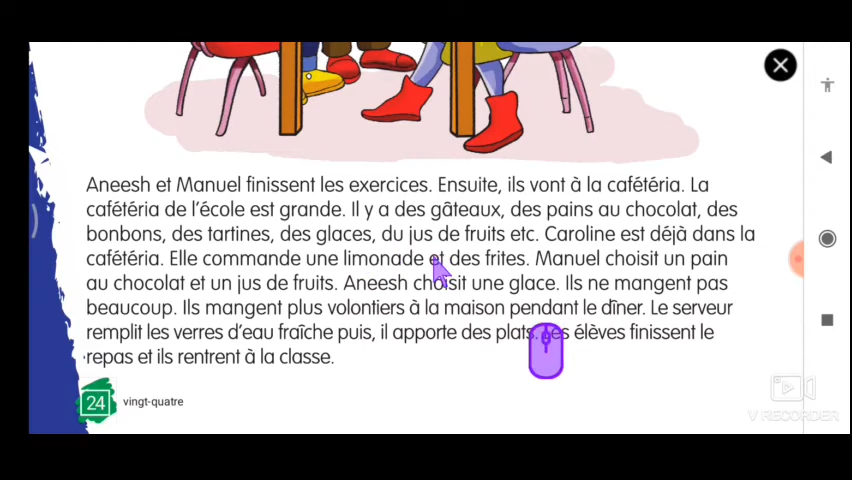 Aneesh et Manuel finissent les exercices. Ensuite, ils vont à la cafétéria. La
cafétéria de l'école est grande. Il y a des gâteaux, des pains au chocolat, des
bonbons, des tartines, des glaces, du jus de fruits etc. Caroline est déjà dans la
cafétéria. Elle commande une limonade et des frites. Manuel choisit un pain
au chocolat et un jus de fruits. Aneesh choisit une glace. Ils ne mangent pas
beaucoup. Ils mangent plus volontiers à la maison pendant le dîner. Le serveur
remplit les verres d'eau fraîche puis, il apporte des plats. Les élèves finissent le
repas et ils rentrent à la classe.
24 vingt-quatre
V RECORDER